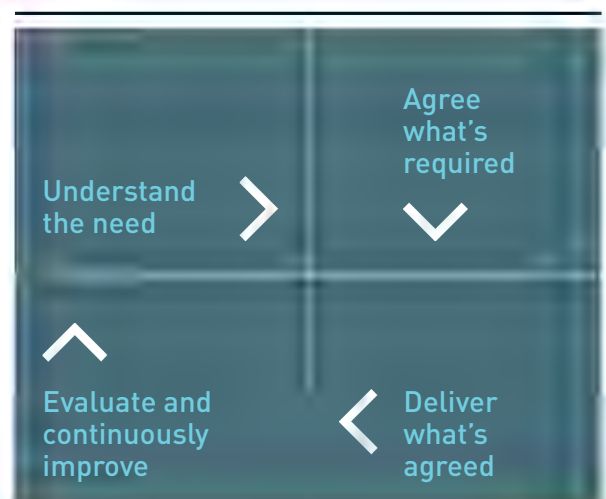 Understand
the need
Agree
what's
required
Deliver
what's
agreed
Evaluate and
continuously
improve